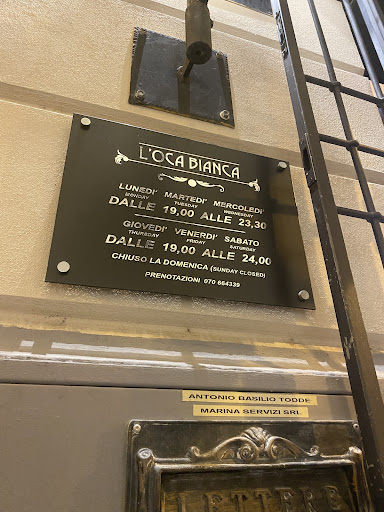 L'OCA BIANCA
LUNEDI' MARTEDI' MERCOLEDI'
MONDAY TUESDAY WEDNESDAY
DALLE 19,00 ALLE 23,30
GIOVEDI' VENERDI' SABATO
THURSDAY FRIDAY SATURDAY
DALLE 19,00 ALLE 24,00
CHIUSO LA DOMENICA (SUNDAY CLOSED)
PRENOTAZIONI 070 664339
ANTONIO BASILIO TODDE
MARINA SERVIZI SRL
LETTERE